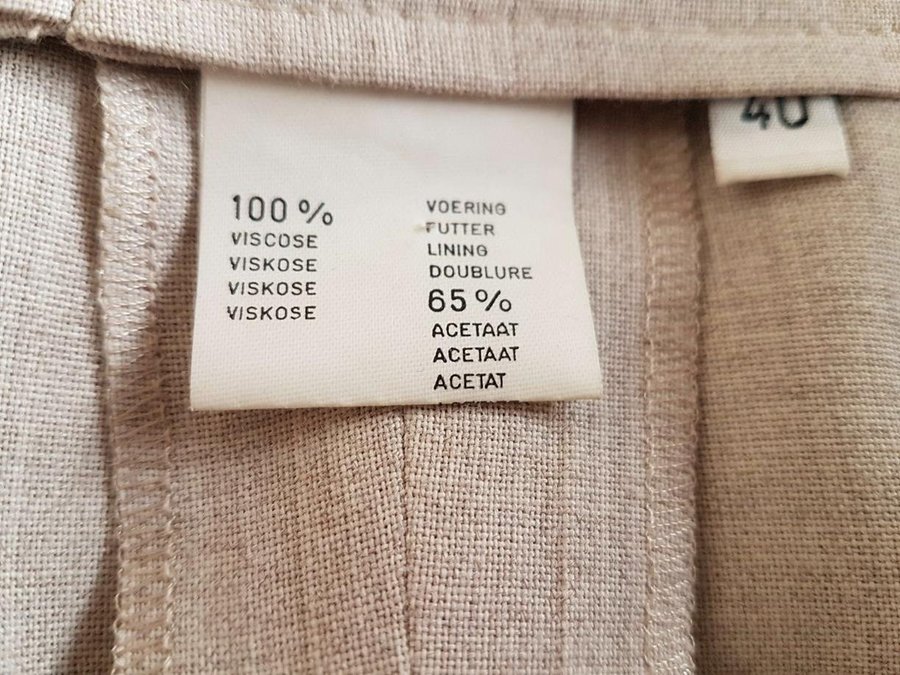 100 %
VISCOSE
VISKOSE
VISKOSE
VISKOSE
VOERING
FUTTER
LINING
DOUBLURE
65 %
ACETAAT
ACETAAT
ACETAT
40